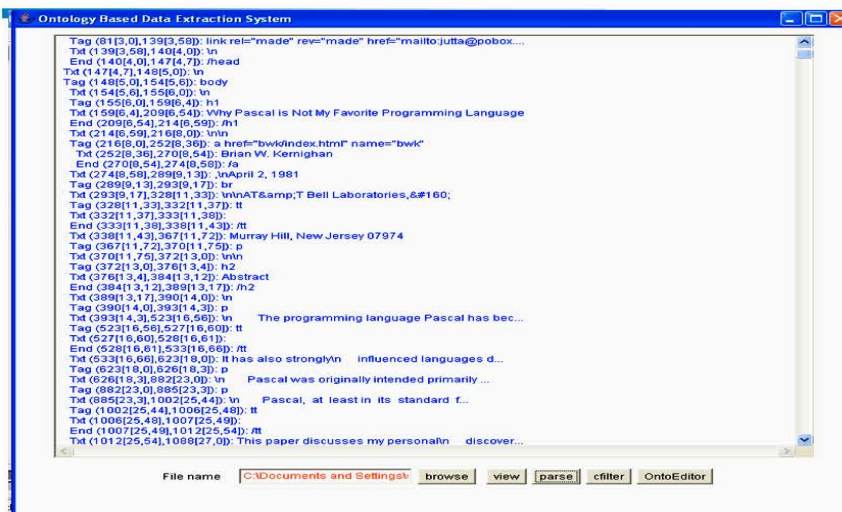 Ontology Based Data Extraction System
Tag (81[3,0],139[3,58]): link rel="made" rev="made" href="mailto:jutta@pobox....
Txt (139[3,58],140[4,0]): \n
End (140[4,0],147[4,7]): /head
Txt (147[4,7],148[5,0]): \n
Tag (148[5,0],154[5,6]): body
Txt (154[5,6],155[6,0]): \n
Tag (155[6,0],159[6,4]): h1
Txt (159[6,4],209[6,54]): Why Pascal is Not My Favorite Programming Language
End (209[6,54],214[6,59]): /h1
Txt (214[6,59],216[8,0]): \n\n
Tag (216[8,0],252[8,36]): a href="bwk/index.html" name="bwk"
Txt (252[8,36],270[8,54]): Brian W. Kernighan
End (270[8,54],274[8,58]): /a
Txt (274[8,58],289[9,13]): ,\nApril 2, 1981
Tag (289[9,13],293[9,17]): br
Txt (293[9,17],328[11,33]): \n\nAT&amp;T Bell Laboratories,&#160;
Tag (328[11,33],332[11,37]): tt
Txt (332[11,37],333[11,38]):
End (333[11,38],338[11,43]): /tt
Txt (338[11,43],367[11,72]): Murray Hill, New Jersey 07974
Tag (367[11,72],370[11,75]): p
Txt (370[11,75],372[13,0]): \n\n
Tag (372[13,0],376[13,4]): h2
Txt (376[13,4],384[13,12]): Abstract
End (384[13,12],389[13,17]): /h2
Txt (389[13,17],390[14,0]): \n
Tag (390[14,0],393[14,3]): p
Txt (393[14,3],523[16,56]): \n The programming language Pascal has bec...
Tag (523[16,56],527[16,60]): tt
Txt (527[16,60],528[16,61]):
End (528[16,61],533[16,66]): /tt
Txt (533[16,66],623[18,0]): It has also strongly\n influenced languages d...
Tag (623[18,0],626[18,3]): p
Txt (626[18,3],882[23,0]): \n Pascal was originally intended primarily ...
Tag (882[23,0],885[23,3]): p
Txt (885[23,3],1002[25,44]): \n Pascal, at least in its standard f...
Tag (1002[25,44],1006[25,48]): tt
Txt (1006[25,48],1007[25,49]):
End (1007[25,49],1012[25,54]): /tt
Txt (1012[25,54],1088[27,0]): This paper discusses my personal\n discover...
File name C:\Documents and Settings\ browse view parse cfilter OntoEditor